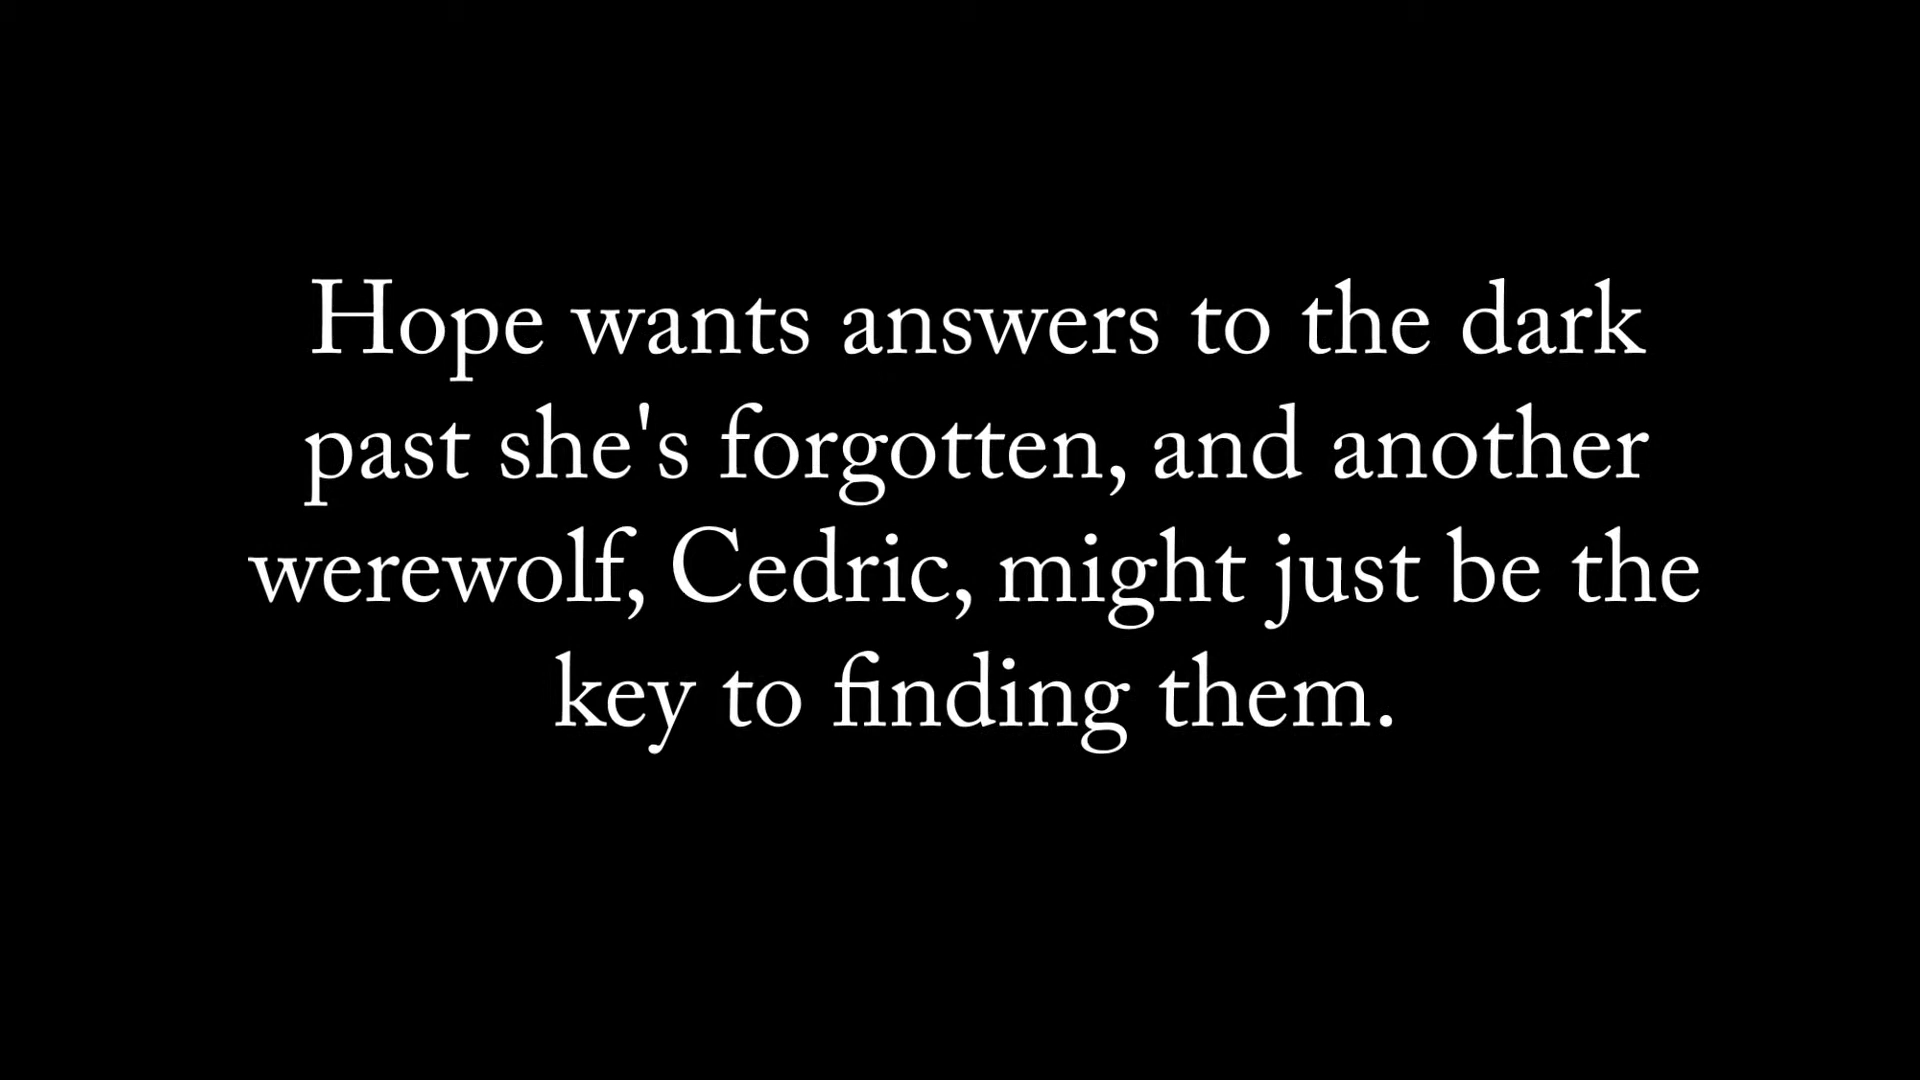 Hope wants answers to the dark
past she's forgotten, and another
werewolf, Cedric, might just be the
key to finding them.